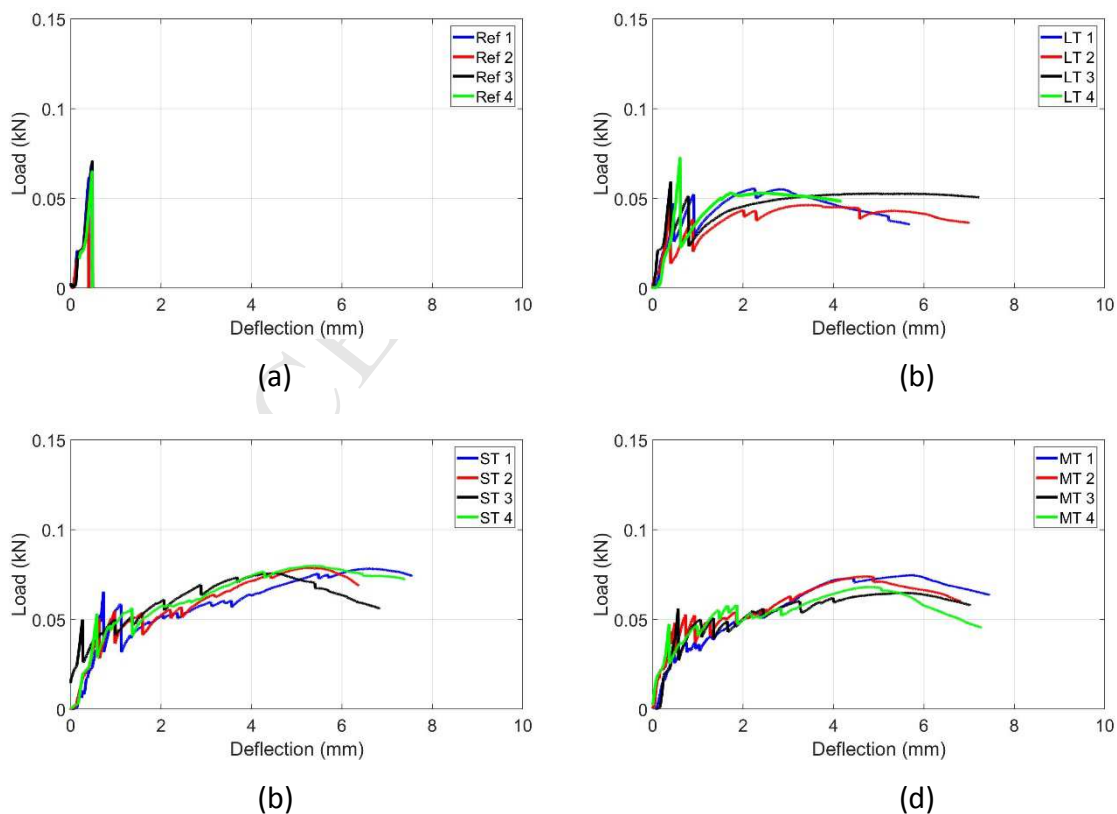 0.15
0.1
0.05
0
Load (kN)
Ref 1
Ref 2
Ref 3
Ref 4
0 2 4 6 8 10
Deflection (mm)
(a)
0.15
0.1
0.05
0
Load (kN)
LT 1
LT 2
LT 3
LT 4
0 2 4 6 8 10
Deflection (mm)
(b)
0.15
0.1
0.05
0
Load (kN)
ST 1
ST 2
ST 3
ST 4
0 2 4 6 8 10
Deflection (mm)
(b)
0.15
0.1
0.05
0
Load (kN)
MT 1
MT 2
MT 3
MT 4
0 2 4 6 8 10
Deflection (mm)
(d)